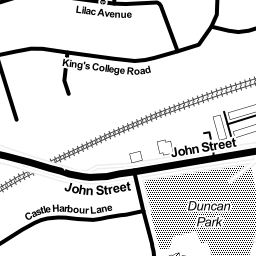 Lilac Avenue
King's College Road
John Street
John Street
Duncan
Park
Castle Harbour Lane